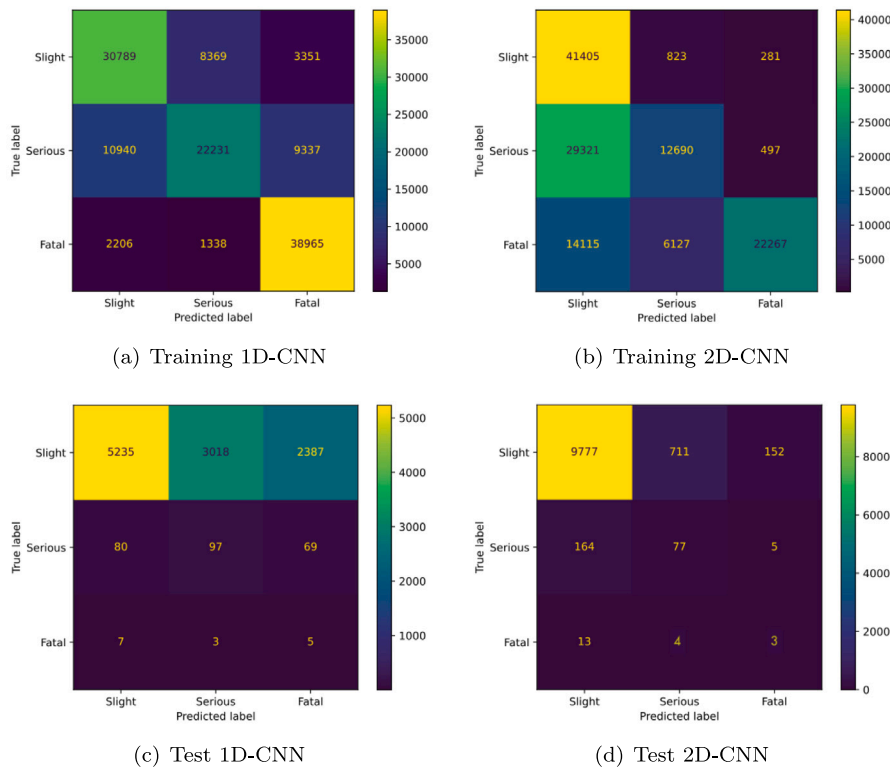 Slight
30789
8369
3351
Serious
10940
22231
9337
Fatal
2206
1338
38965
Slight
Serious
Fatal
Predicted label
True label
35000
30000
25000
20000
15000
10000
5000
(a) Training 1D-CNN
Slight
41405
823
281
Serious
29321
12690
497
Fatal
14115
6127
22267
Slight
Serious
Fatal
Predicted label
True label
40000
35000
30000
25000
20000
15000
10000
5000
(b) Training 2D-CNN
Slight
5235
3018
2387
Serious
80
97
69
Fatal
7
3
5
Slight
Serious
Fatal
Predicted label
True label
5000
4000
3000
2000
1000
(c) Test 1D-CNN
Slight
9777
711
152
Serious
164
77
5
Fatal
13
4
3
Slight
Serious
Fatal
Predicted label
True label
8000
6000
4000
2000
0
(d) Test 2D-CNN